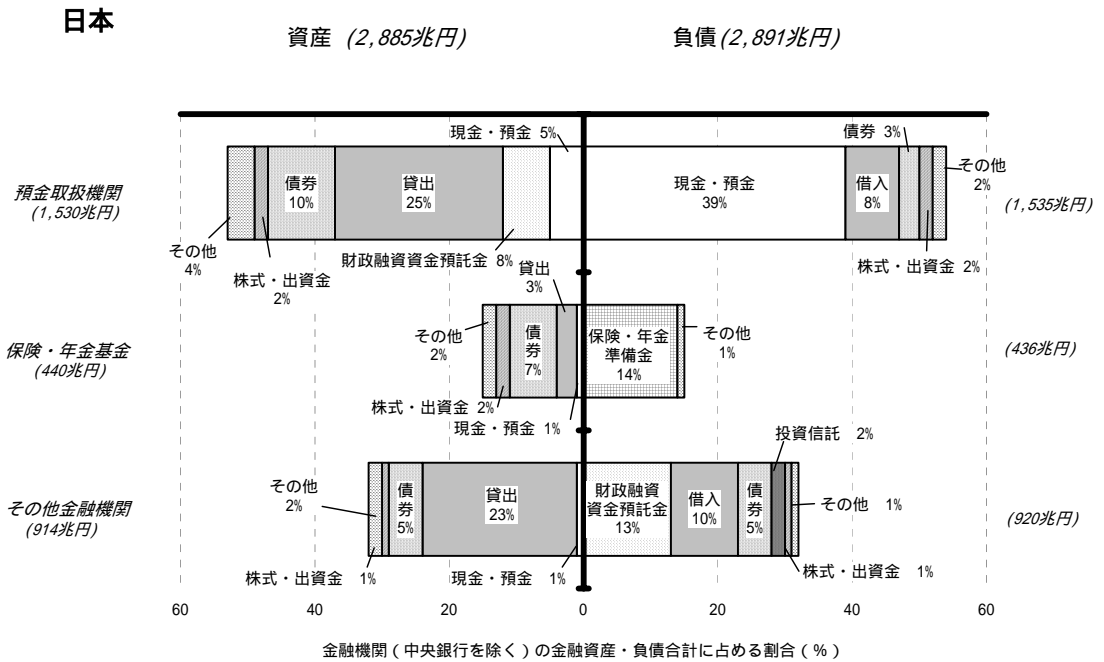 日本
資産 (2,885兆円)
負債(2,891兆円)
60
40
20
0
20
40
60
預金取扱機関
(1,530兆円)
現金・預金 5%
債券
10%
貸出
25%
その他
4%
株式・出資金
2%
財政融資資金預託金 8%
現金・預金
39%
借入
8%
債券 3%
その他
2%
株式・出資金 2%
(1,535兆円)
保険・年金基金
(440兆円)
貸出
3%
その他
2%
債
券
7%
株式・出資金 2%
現金・預金 1%
保険・年金
準備金
14%
その他
1%
(436兆円)
その他金融機関
(914兆円)
その他
2%
債
券
5%
貸出
23%
株式・出資金 1%
現金・預金 1%
財政融資
資金預託金
13%
借入
10%
債
券
5%
投資信託 2%
その他 1%
株式・出資金 1%
(920兆円)
60
40
20
0
20
40
60
金融機関(中央銀行を除く)の金融資産・負債合計に占める割合(%)